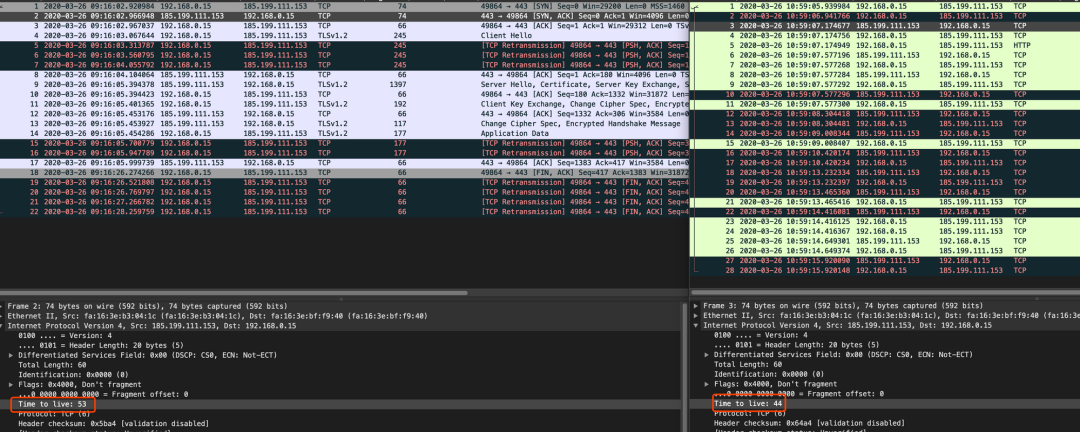 1 2020-03-26 09:16:02.920984 192.168.0.15 185.199.111.153 TCP 74 49864 → 443 [SYN] Seq=0 Win=29200 Len=0 MSS=1460
2 2020-03-26 09:16:02.966948 185.199.111.153 192.168.0.15 TCP 74 443 → 49864 [SYN, ACK] Seq=0 Ack=1 Win=4096 Len=0
3 2020-03-26 09:16:02.967037 192.168.0.15 185.199.111.153 TCP 66 49864 → 443 [ACK] Seq=1 Ack=1 Win=29312 Len=0 TS
4 2020-03-26 09:16:03.067644 192.168.0.15 185.199.111.153 TLSv1.2 245 Client Hello
5 2020-03-26 09:16:03.311778 192.168.0.15 185.199.111.153 TCP 245 [TCP Retransmission] 49864 → 443 [PSH, ACK] Seq=1
6 2020-03-26 09:16:03.560795 192.168.0.15 185.199.111.153 TCP 245 [TCP Retransmission] 49864 → 443 [PSH, ACK] Seq=1
7 2020-03-26 09:16:04.055792 192.168.0.15 185.199.111.153 TCP 245 [TCP Retransmission] 49864 → 443 [PSH, ACK] Seq=1
8 2020-03-26 09:16:04.104064 185.199.111.153 192.168.0.15 TCP 66 443 → 49864 [ACK] Seq=1 Ack=180 Win=4096 Len=0 TS
9 2020-03-26 09:16:05.394378 185.199.111.153 192.168.0.15 TLSv1.2 1397 Server Hello, Certificate, Server Key Exchange, S
10 2020-03-26 09:16:05.394423 192.168.0.15 185.199.111.153 TCP 66 49864 → 443 [ACK] Seq=180 Ack=1332 Win=31872 Len=
11 2020-03-26 09:16:05.401365 192.168.0.15 185.199.111.153 TLSv1.2 192 Client Key Exchange, Change Cipher Spec, Encrypte
12 2020-03-26 09:16:05.453176 185.199.111.153 192.168.0.15 TCP 66 443 → 49864 [ACK] Seq=1332 Ack=306 Win=3584 Len=0
13 2020-03-26 09:16:05.453927 185.199.111.153 192.168.0.15 TLSv1.2 117 Change Cipher Spec, Encrypted Handshake Message
14 2020-03-26 09:16:05.454286 192.168.0.15 185.199.111.153 TLSv1.2 177 Application Data
15 2020-03-26 09:16:05.700779 192.168.0.15 185.199.111.153 TCP 177 [TCP Retransmission] 49864 → 443 [PSH, ACK] Seq=3
16 2020-03-26 09:16:05.947789 192.168.0.15 185.199.111.153 TCP 177 [TCP Retransmission] 49864 → 443 [PSH, ACK] Seq=3
17 2020-03-26 09:16:05.995739 185.199.111.153 192.168.0.15 TCP 66 443 → 49864 [ACK] Seq=1383 Ack=417 Win=3584 Len=0
18 2020-03-26 09:16:26.274266 192.168.0.15 185.199.111.153 TCP 66 49864 → 443 [FIN, ACK] Seq=417 Ack=1383 Win=31872
19 2020-03-26 09:16:26.521808 192.168.0.15 185.199.111.153 TCP 66 [TCP Retransmission] 49864 → 443 [FIN, ACK] Seq=4
20 2020-03-26 09:16:26.769797 192.168.0.15 185.199.111.153 TCP 66 [TCP Retransmission] 49864 → 443 [FIN, ACK] Seq=4
21 2020-03-26 09:16:27.266782 192.168.0.15 185.199.111.153 TCP 66 [TCP Retransmission] 49864 → 443 [FIN, ACK] Seq=4
22 2020-03-26 09:16:28.259759 192.168.0.15 185.199.111.153 TCP 66 [TCP Retransmission] 49864 → 443 [FIN, ACK] Seq=4
Frame 2: 74 bytes on wire (592 bits), 74 bytes captured (592 bits)
Ethernet II, Src: fa:16:3e:b3:04:1c (fa:16:3e:b3:04:1c), Dst: fa:16:3e:bf:f9:40 (fa:16:3e:bf:f9:40)
Internet Protocol Version 4, Src: 185.199.111.153, Dst: 192.168.0.15
0100 .... = Version: 4
.... 0101 = Header Length: 20 bytes (5)
Differentiated Services Field: 0x00 (DSCP: CS0, ECN: Not-ECT)
Total Length: 60
Identification: 0x0000 (0)
Flags: 0x4000, Don't fragment
...0 0000 0000 0000 = Fragment offset: 0
Time to live: 53
Protocol: TCP (6)
Header checksum: 0x5ba4 [validation disabled]
1 2020-03-26 10:59:05.939984 192.168.0.15 185.199.111.153 TCP
2 2020-03-26 10:59:06.941766 192.168.0.15 185.199.111.153 TCP
3 2020-03-26 10:59:07.174677 185.199.111.153 192.168.0.15 TCP
4 2020-03-26 10:59:07.174756 192.168.0.15 185.199.111.153 TCP
6 2020-03-26 10:59:07.174949 192.168.0.15 185.199.111.153 HTTP
6 2020-03-26 10:59:07.577196 185.199.111.153 192.168.0.15 TCP
7 2020-03-26 10:59:07.577268 192.168.0.15 185.199.111.153 TCP
8 2020-03-26 10:59:07.577284 185.199.111.153 192.168.0.15 TCP
9 2020-03-26 10:59:07.577292 192.168.0.15 185.199.111.153 TCP
10 2020-03-26 10:59:07.577296 185.199.111.153 192.168.0.15 TCP
11 2020-03-26 10:59:07.577300 192.168.0.15 185.199.111.153 TCP
12 2020-03-26 10:59:08.304418 185.199.111.153 192.168.0.15 TCP
13 2020-03-26 10:59:08.304481 192.168.0.15 185.199.111.153 TCP
14 2020-03-26 10:59:09.008344 185.199.111.153 192.168.0.15 TCP
15 2020-03-26 10:59:09.008407 192.168.0.15 185.199.111.153 TCP
16 2020-03-26 10:59:10.420174 185.199.111.153 192.168.0.15 TCP
17 2020-03-26 10:59:10.420234 192.168.0.15 185.199.111.153 TCP
18 2020-03-26 10:59:13.232334 185.199.111.153 192.168.0.15 TCP
19 2020-03-26 10:59:13.232397 192.168.0.15 185.199.111.153 TCP
20 2020-03-26 10:59:13.465360 192.168.0.15 185.199.111.153 TCP
21 2020-03-26 10:59:13.465416 192.168.0.15 185.199.111.153 TCP
22 2020-03-26 10:59:14.416081 185.199.111.153 192.168.0.15 TCP
23 2020-03-26 10:59:14.416125 192.168.0.15 185.199.111.153 TCP
24 2020-03-26 10:59:14.416367 192.168.0.15 185.199.111.153 TCP
25 2020-03-26 10:59:14.649301 185.199.111.153 192.168.0.15 TCP
26 2020-03-26 10:59:14.649374 192.168.0.15 185.199.111.153 TCP
27 2020-03-26 10:59:15.920090 185.199.111.153 192.168.0.15 TCP
28 2020-03-26 10:59:15.920148 192.168.0.15 185.199.111.153 TCP
Frame 3: 74 bytes on wire (592 bits), 74 bytes captured (592 bits)
Ethernet II, Src: fa:16:3e:b3:04:1c (fa:16:3e:b3:04:1c), Dst: fa:16:3e:bf:f9:40 (fa:16:3e:bf:f9:40)
Internet Protocol Version 4, Src: 185.199.111.153, Dst: 192.168.0.15
0100 .... = Version: 4
.... 0101 = Header Length: 20 bytes (5)
Differentiated Services Field: 0x00 (DSCP: CS0, ECN: Not-ECT)
Total Length: 60
Identification: 0x0000 (0)
Flags: 0x4000, Don't fragment
...0 0000 0000 0000 = Fragment offset: 0
Time to live: 44
Protocol: TCP (6)
Header checksum: 0x64a4 [validation disabled]